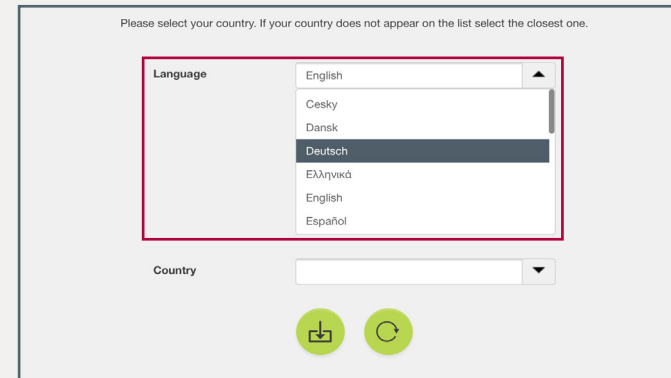 Please select your country. If your country does not appear on the list select the closest one.
Language
English
Cesky
Dansk
Deutsch
Ελληνικά
English
Español
Country